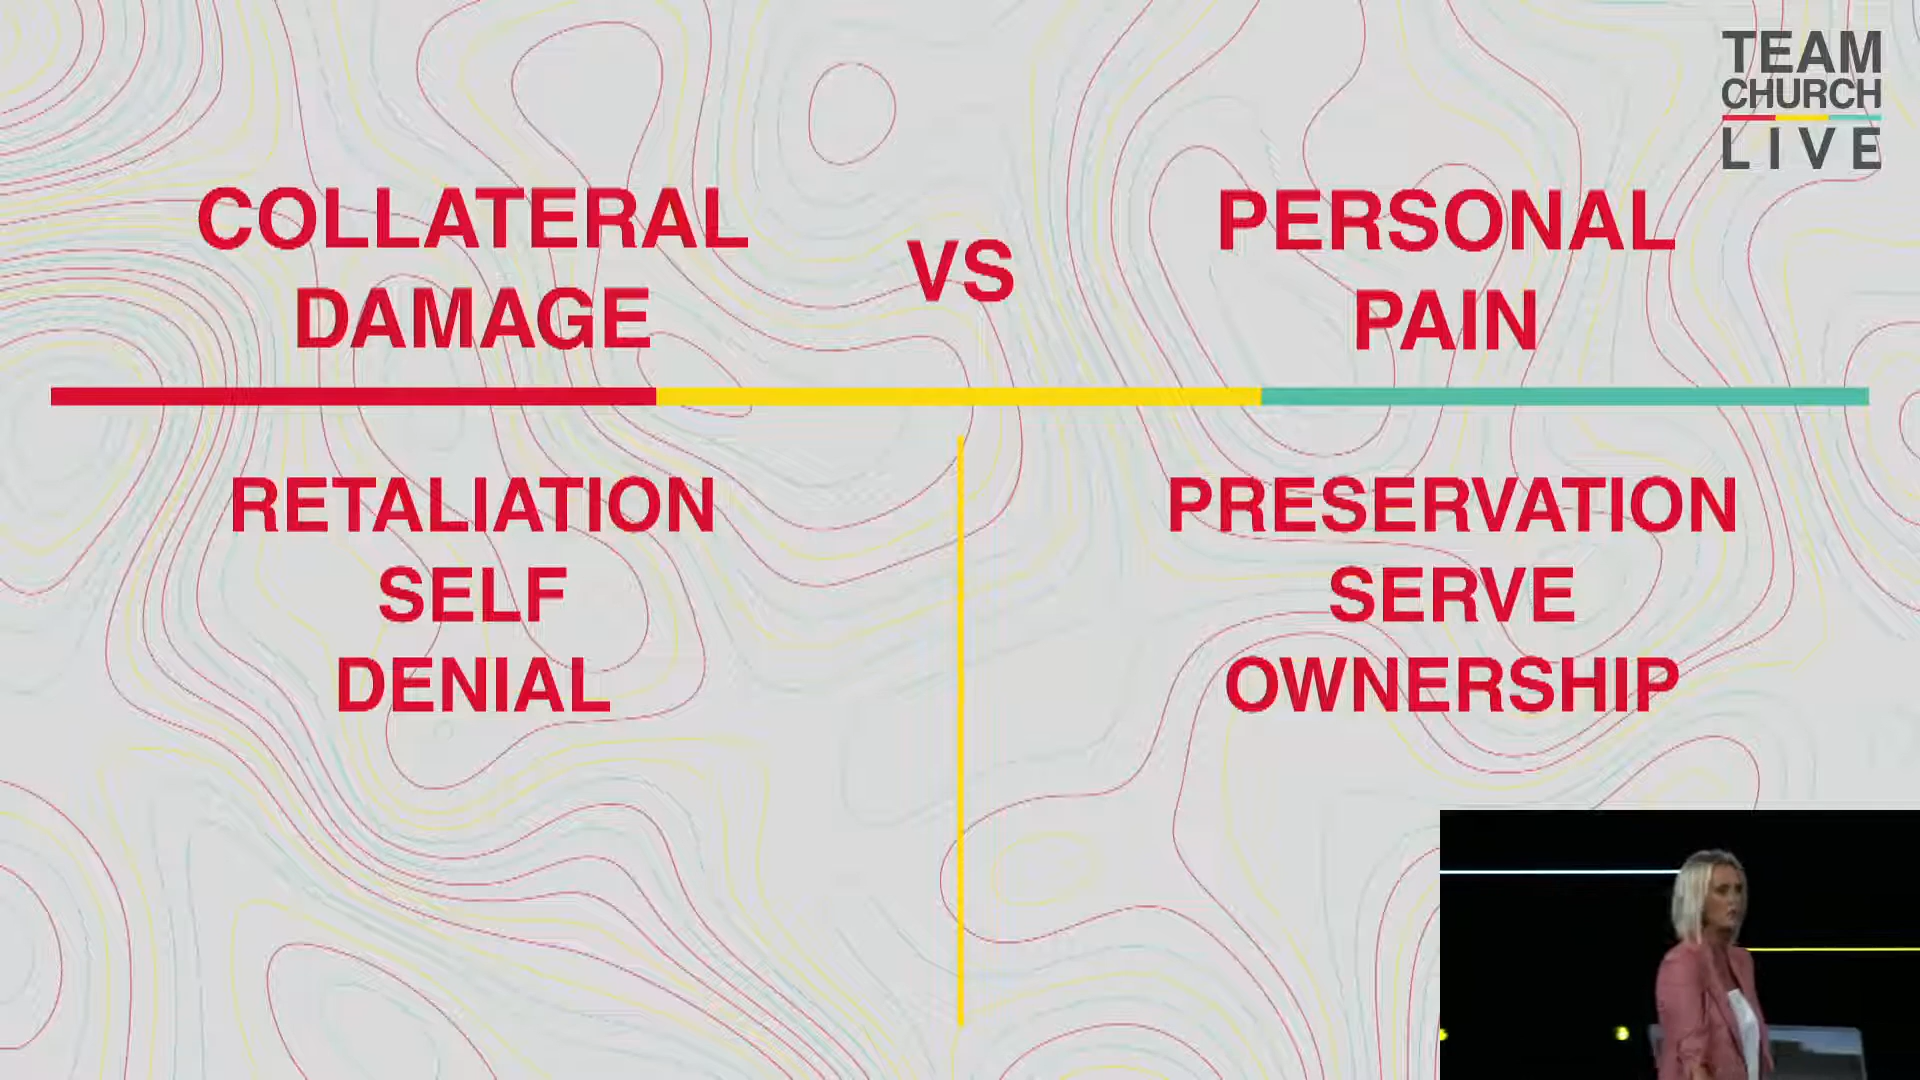 TEAM
CHURCH
LIVE
COLLATERAL
DAMAGE
VS
PERSONAL
PAIN
RETALIATION
SELF
DENIAL
PRESERVATION
SERVE
OWNERSHIP